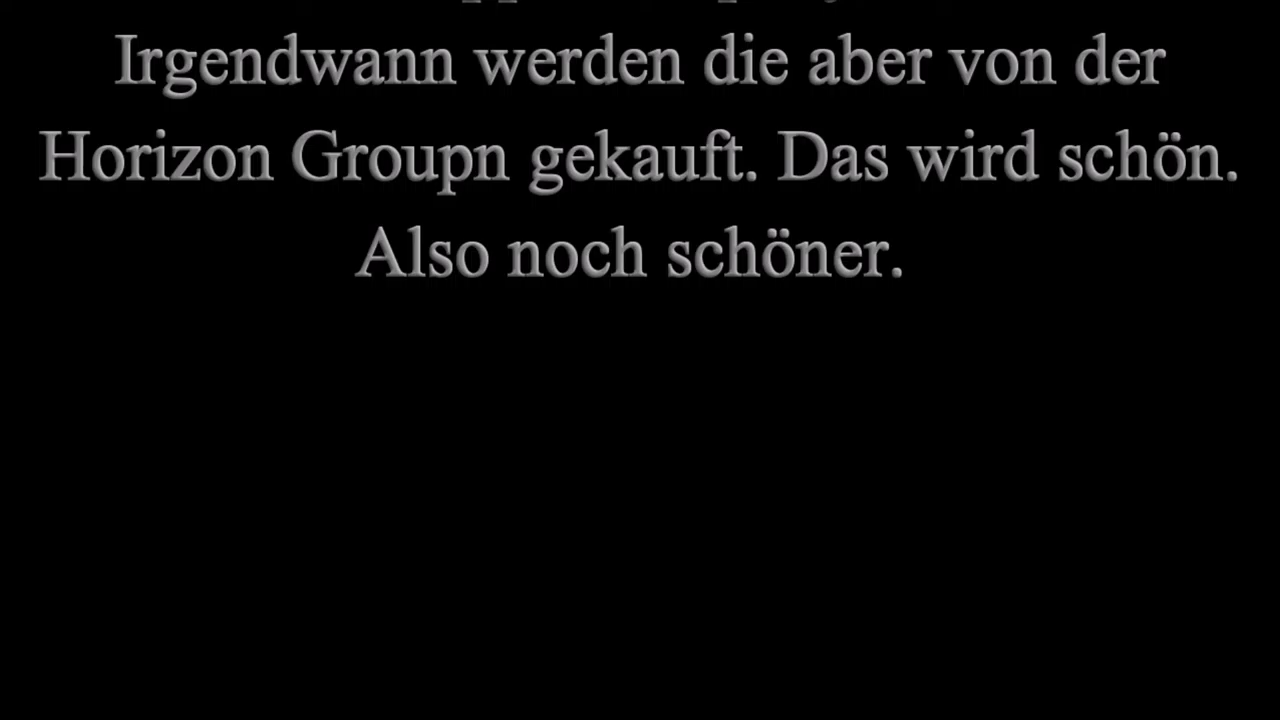 Irgendwann werden die aber von der
Horizon Groupn gekauft. Das wird schön.
Also noch schöner.